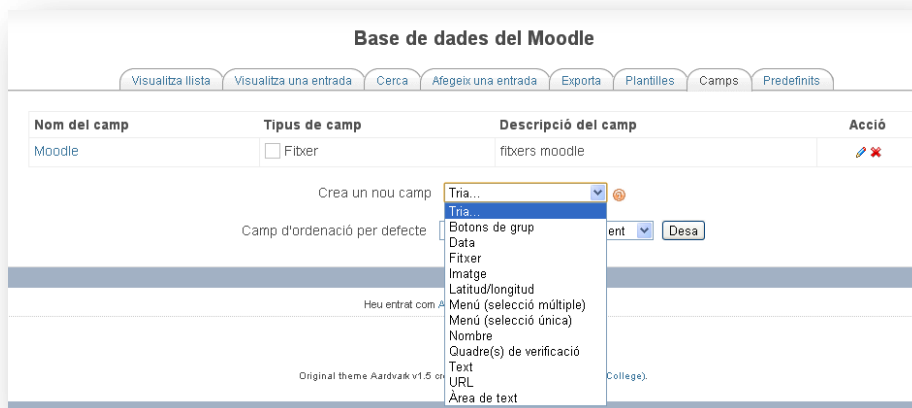 Base de dades del Moodle
Visualitza llista Visualitza una entrada Cerca Afegeix una entrada Exporta Plantilles Camps Predefinits
Nom del camp Tipus de camp Descripció del camp Acció
Moodle Fitxer fitxers moodle
Crea un nou camp Tria...
Tria...
Botons de grup
Camp d'ordenació per defecte ent Desa
Data
Fitxer
Imatge
Latitud/longitud
Heu entrat com A
Menú (selecció múltiple)
Menú (selecció única)
Nombre
Quadre(s) de verificació
Text
Original theme Aardvark v1.5 cre College).
URL
Àrea de text